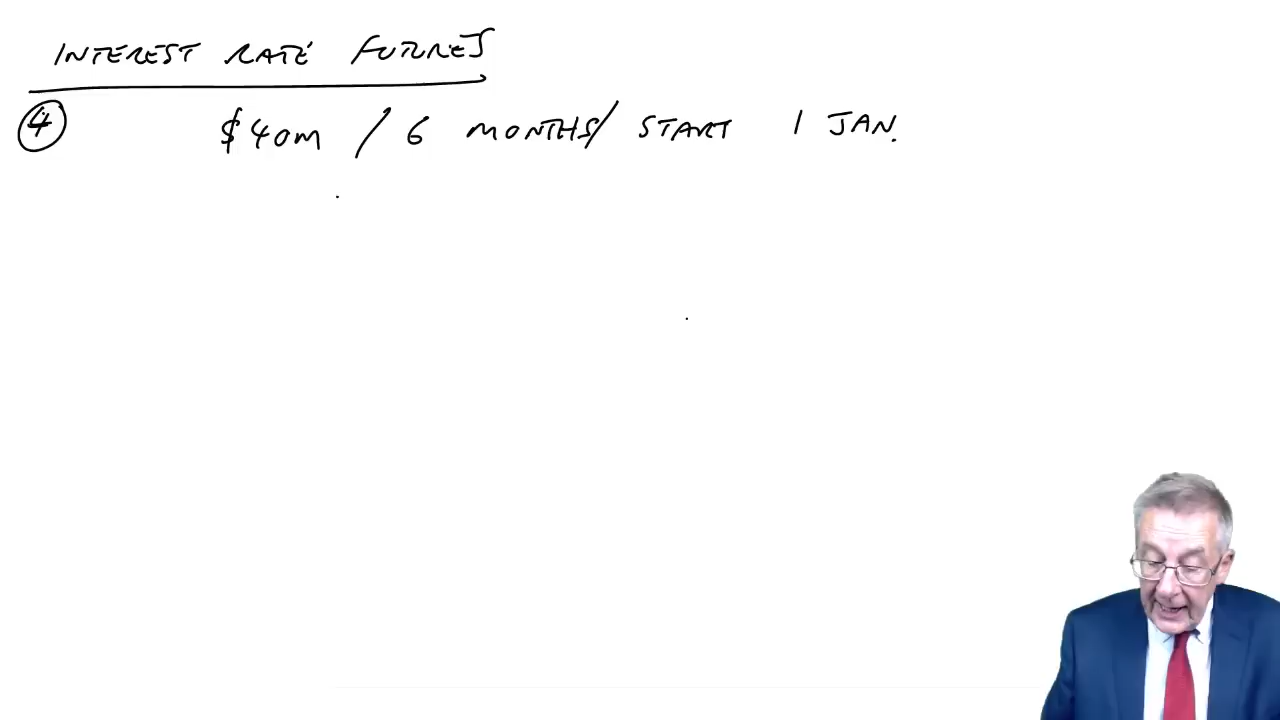 INTEREST RATE FUTURES
4 $40M / 6 MONTHS / START 1 JAN.